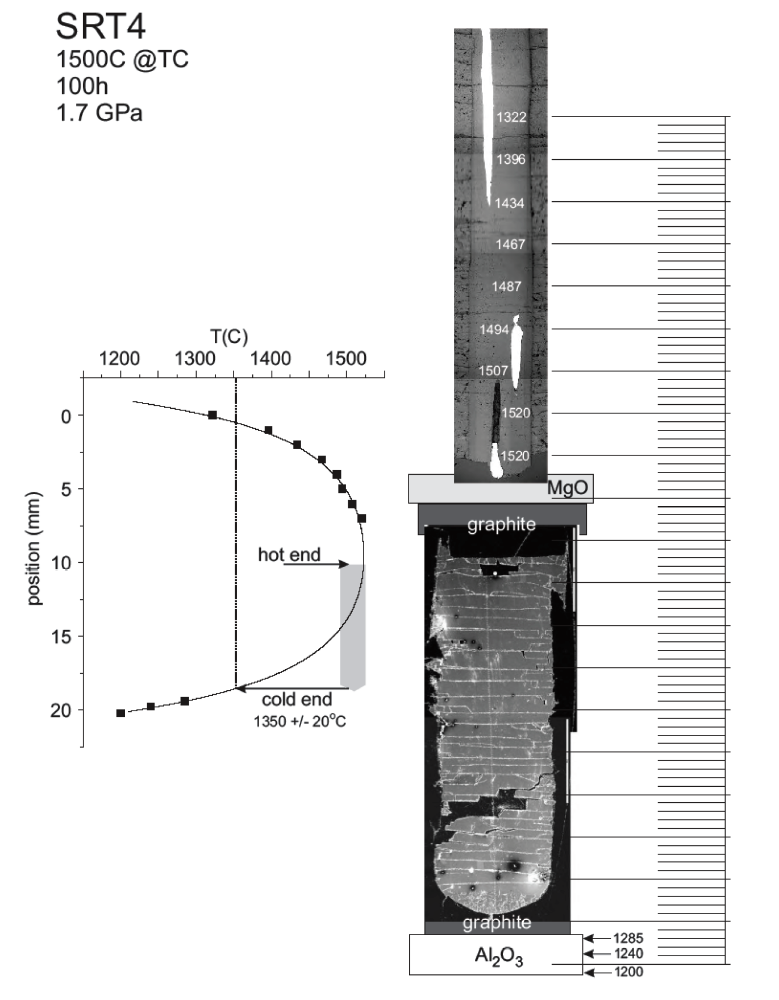 SRT4
1500C @TC
100h
1.7 GPa
1322
1396
1434
1467
1487
1494
1507
1520
1520
MgO
graphite
T(C)
1200 1300 1400 1500
position (mm)
0
5
10
15
20
hot end
cold end
1350 +/- 20°C
graphite
Al₂O₃
1285
1240
1200